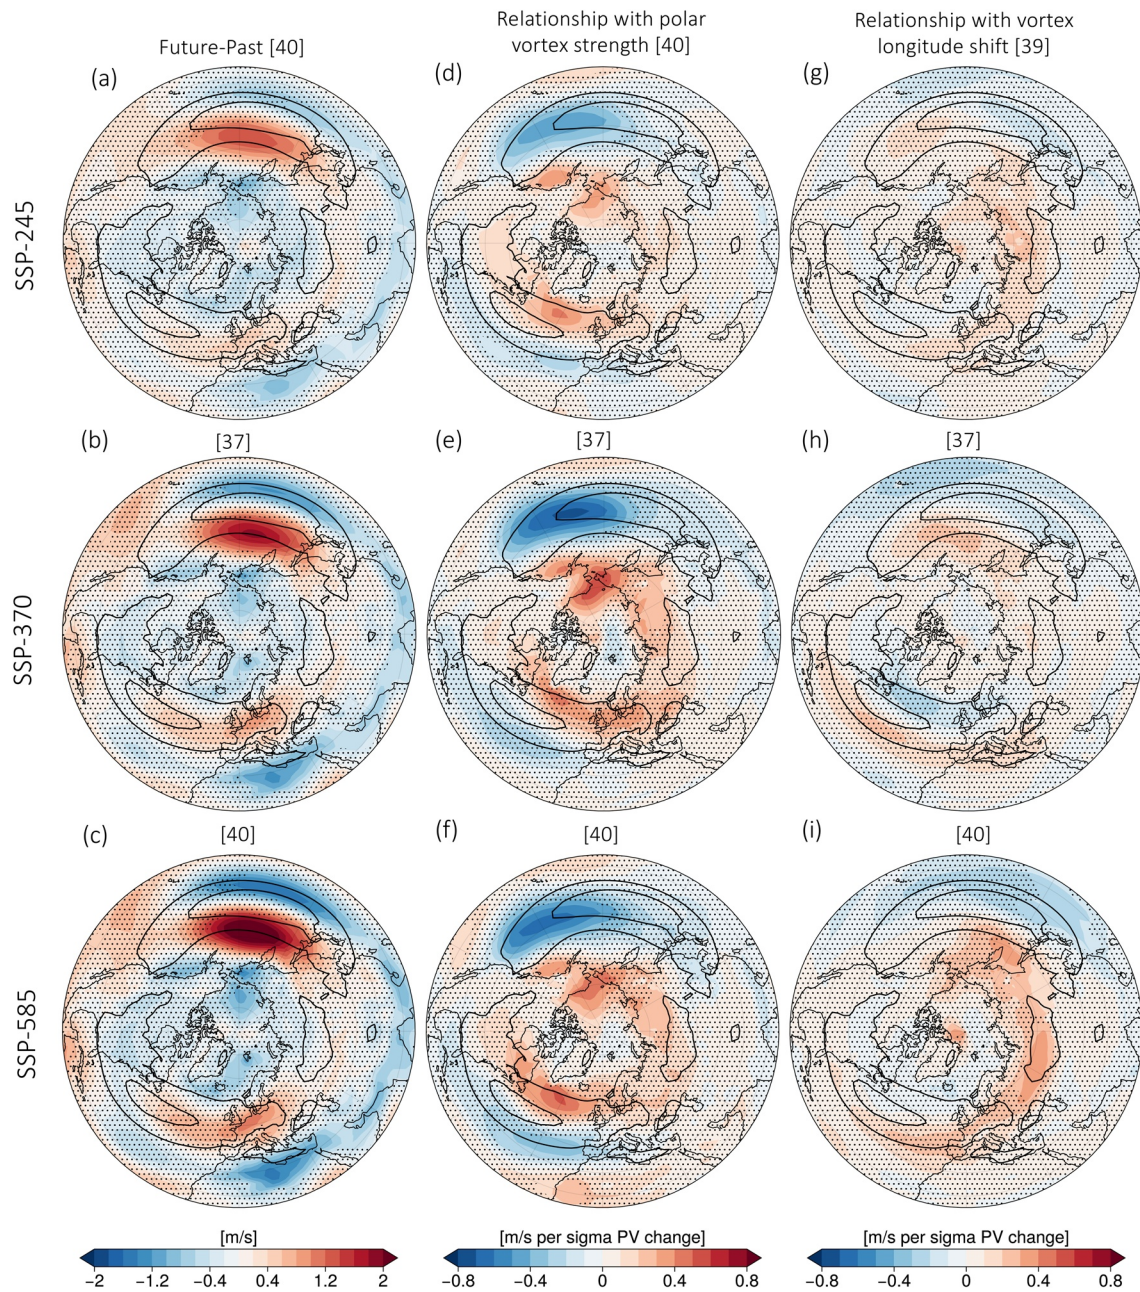 Future-Past [40]
Relationship with polar
vortex strength [40]
Relationship with vortex
longitude shift [39]
(a)
(d)
(g)
SSP-245
(b)
[37]
(e)
[37]
(h)
[37]
SSP-370
(c)
[40]
(f)
[40]
(i)
[40]
SSP-585
[m/s]
[m/s per sigma PV change]
[m/s per sigma PV change]
−2 −1.2 −0.4 0.4 1.2 2
−0.8 −0.4 0 0.4 0.8
−0.8 −0.4 0 0.4 0.8